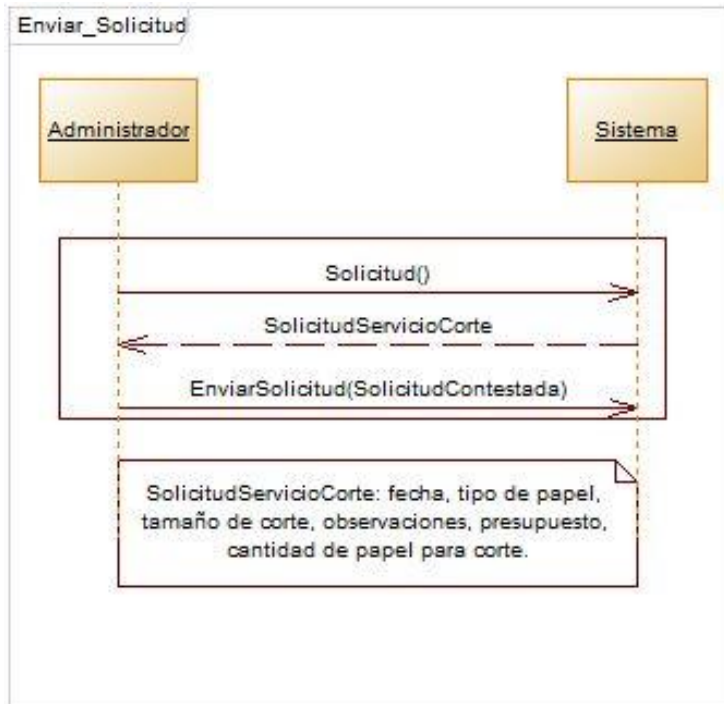 Enviar_Solicitud
Administrador
Sistema
Solicitud()
SolicitudServicioCorte
EnviarSolicitud(SolicitudContestada)
SolicitudServicioCorte: fecha, tipo de papel,
tamaño de corte, observaciones, presupuesto,
cantidad de papel para corte.